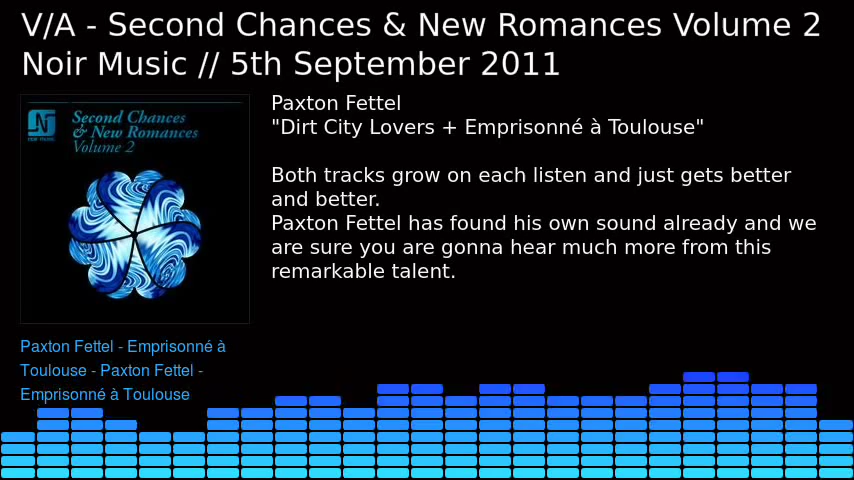 V/A - Second Chances & New Romances Volume 2
Noir Music // 5th September 2011
N
NOIR MUSIC
Second Chances
& New Romances
Volume 2
Paxton Fettel
"Dirt City Lovers + Emprisonné à Toulouse"
Both tracks grow on each listen and just gets better
and better.
Paxton Fettel has found his own sound already and we
are sure you are gonna hear much more from this
remarkable talent.
Paxton Fettel - Emprisonné à
Toulouse - Paxton Fettel -
Emprisonné à Toulouse